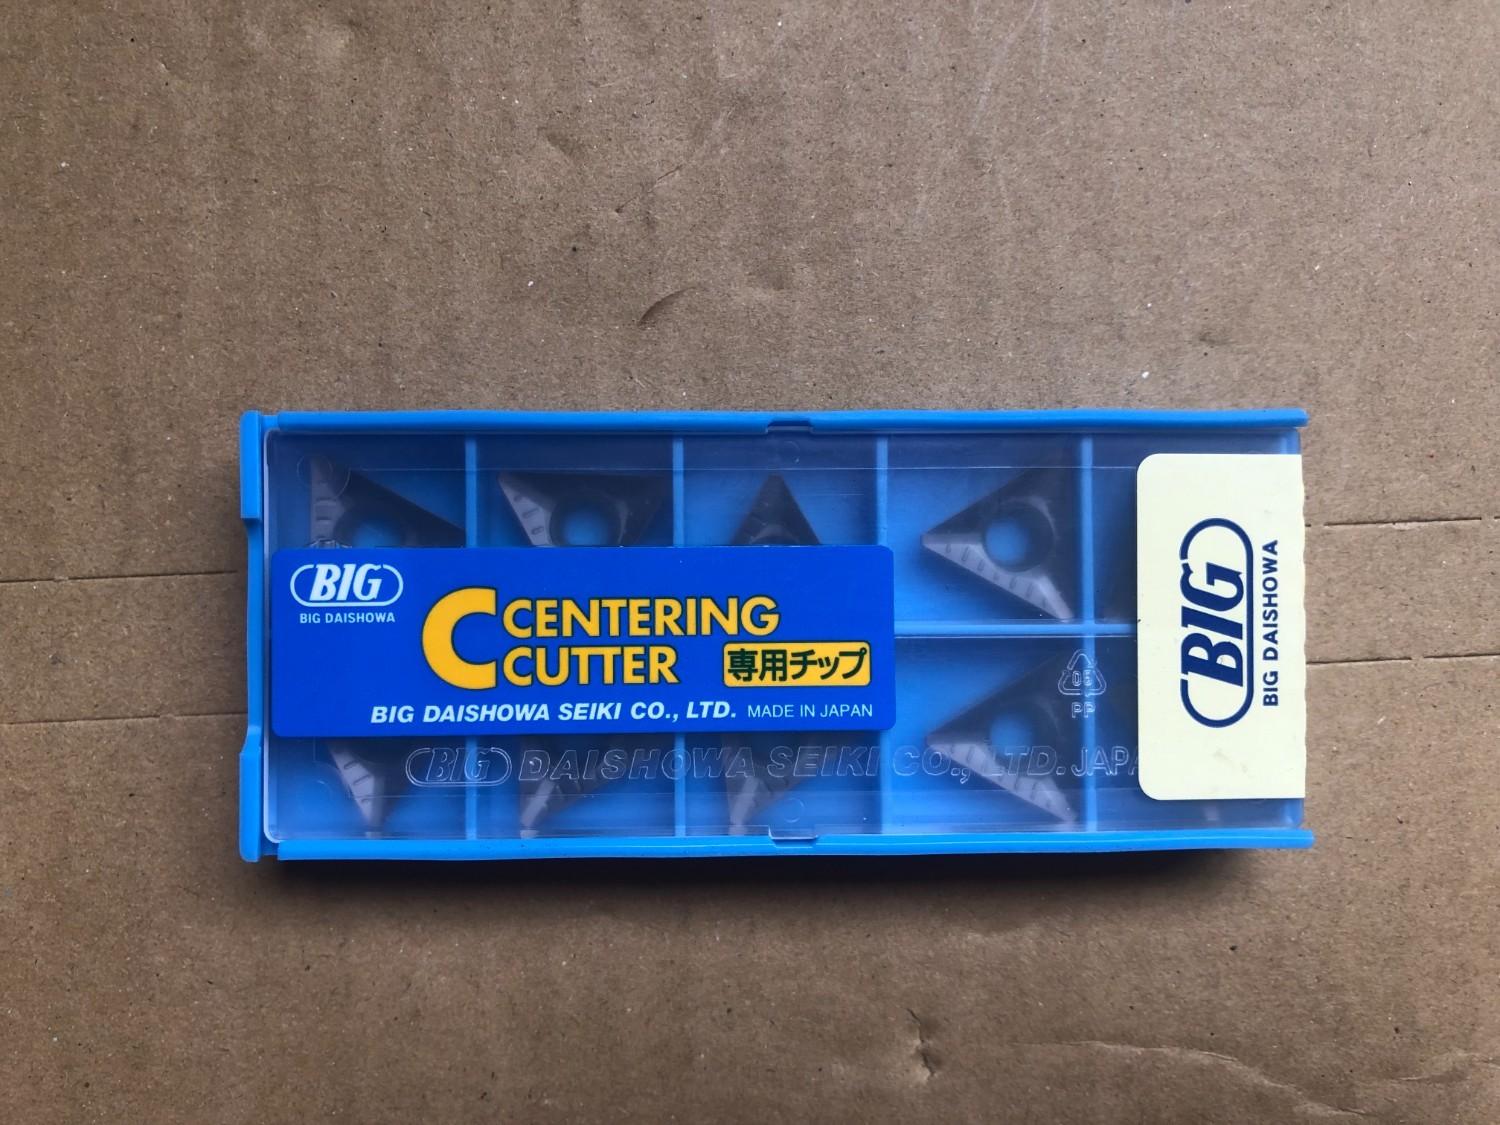 BIG
BIG DAISHOWA
C CENTERING
CUTTER 専用チップ
BIG DAISHOWA SEIKI CO., LTD. MADE IN JAPAN
BIG DAISHOWA SEIKI CO., LTD. JAPA
PP
BIG
BIG DAISHOWA